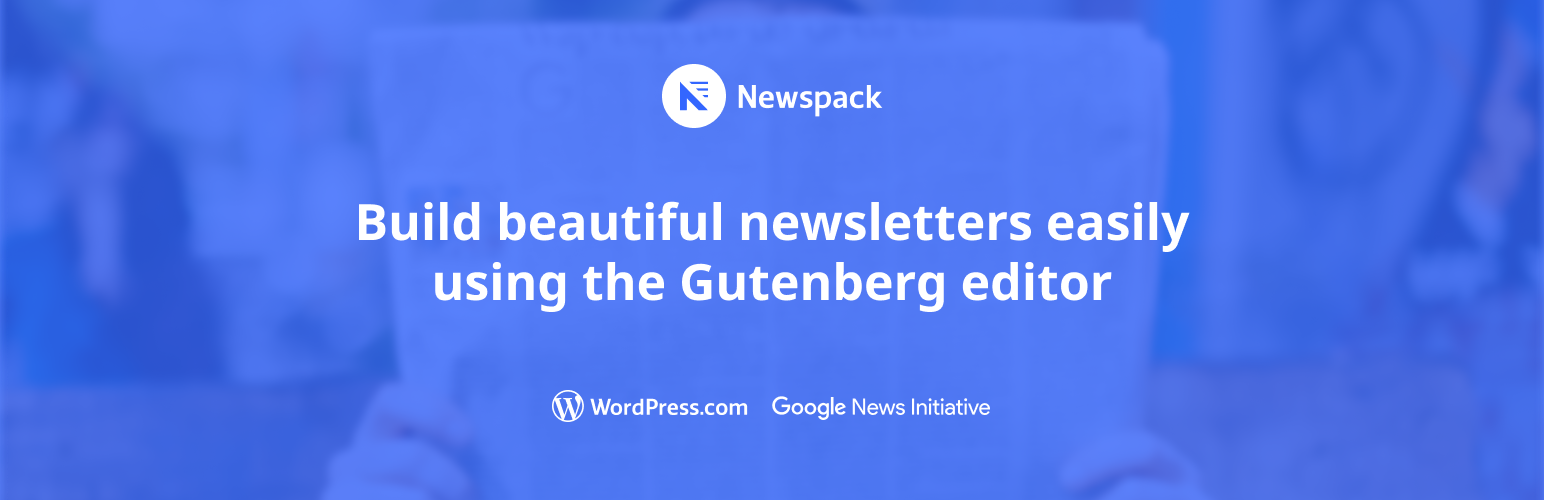 Newspack
Build beautiful newsletters easily
using the Gutenberg editor
WordPress.com Google News Initiative